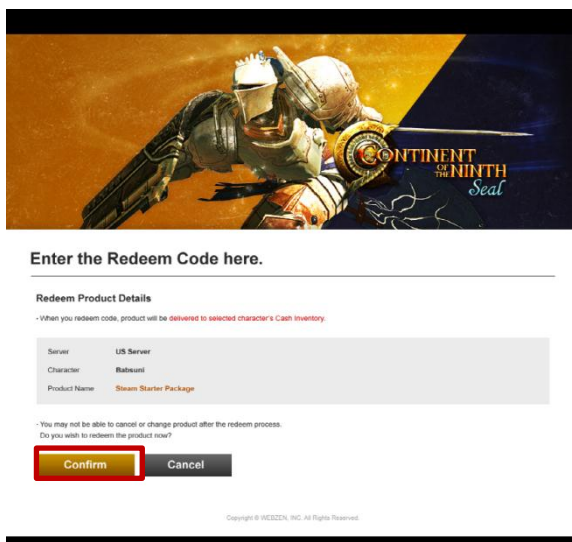 CONTINENT
OF
THE NINTH
Seal
Enter the Redeem Code here.
Redeem Product Details
- When you redeem code, product will be delivered to selected character's Cash Inventory.
Server US Server
Character Babsuni
Product Name Steam Starter Package
- You may not be able to cancel or change product after the redeem process.
Do you wish to redeem the product now?
Confirm Cancel
Copyright © WEBZEN, INC. All Rights Reserved.